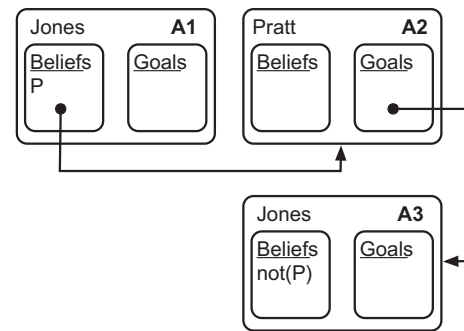 Jones A1
Beliefs Goals
P
Pratt A2
Beliefs Goals
Jones A3
Beliefs Goals
not(P)